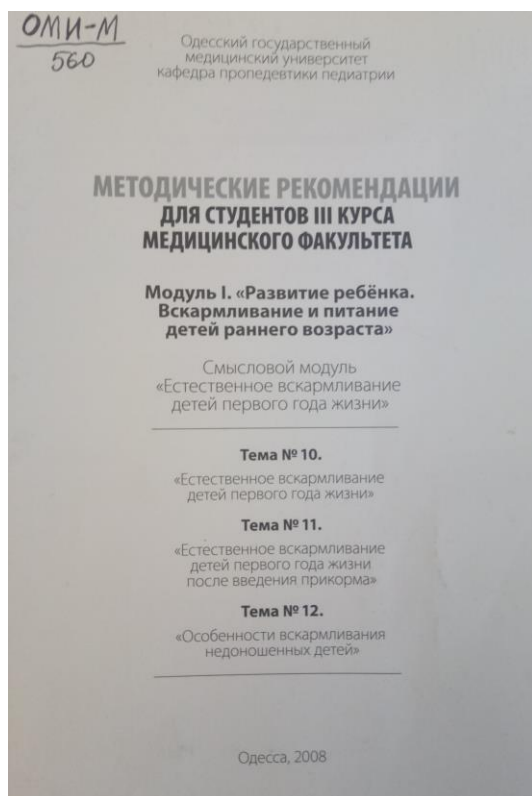 ОМИ-М
560
Одесский государственный
медицинский университет
кафедра пропедевтики педиатрии
МЕТОДИЧЕСКИЕ РЕКОМЕНДАЦИИ
ДЛЯ СТУДЕНТОВ III КУРСА
МЕДИЦИНСКОГО ФАКУЛЬТЕТА
Модуль I. «Развитие ребёнка.
Вскармливание и питание
детей раннего возраста»
Смысловой модуль
«Естественное вскармливание
детей первого года жизни»
Тема № 10.
«Естественное вскармливание
детей первого года жизни»
Тема № 11.
«Естественное вскармливание
детей первого года жизни
после введения прикорма»
Тема № 12.
«Особенности вскармливания
недоношенных детей»
Одесса, 2008